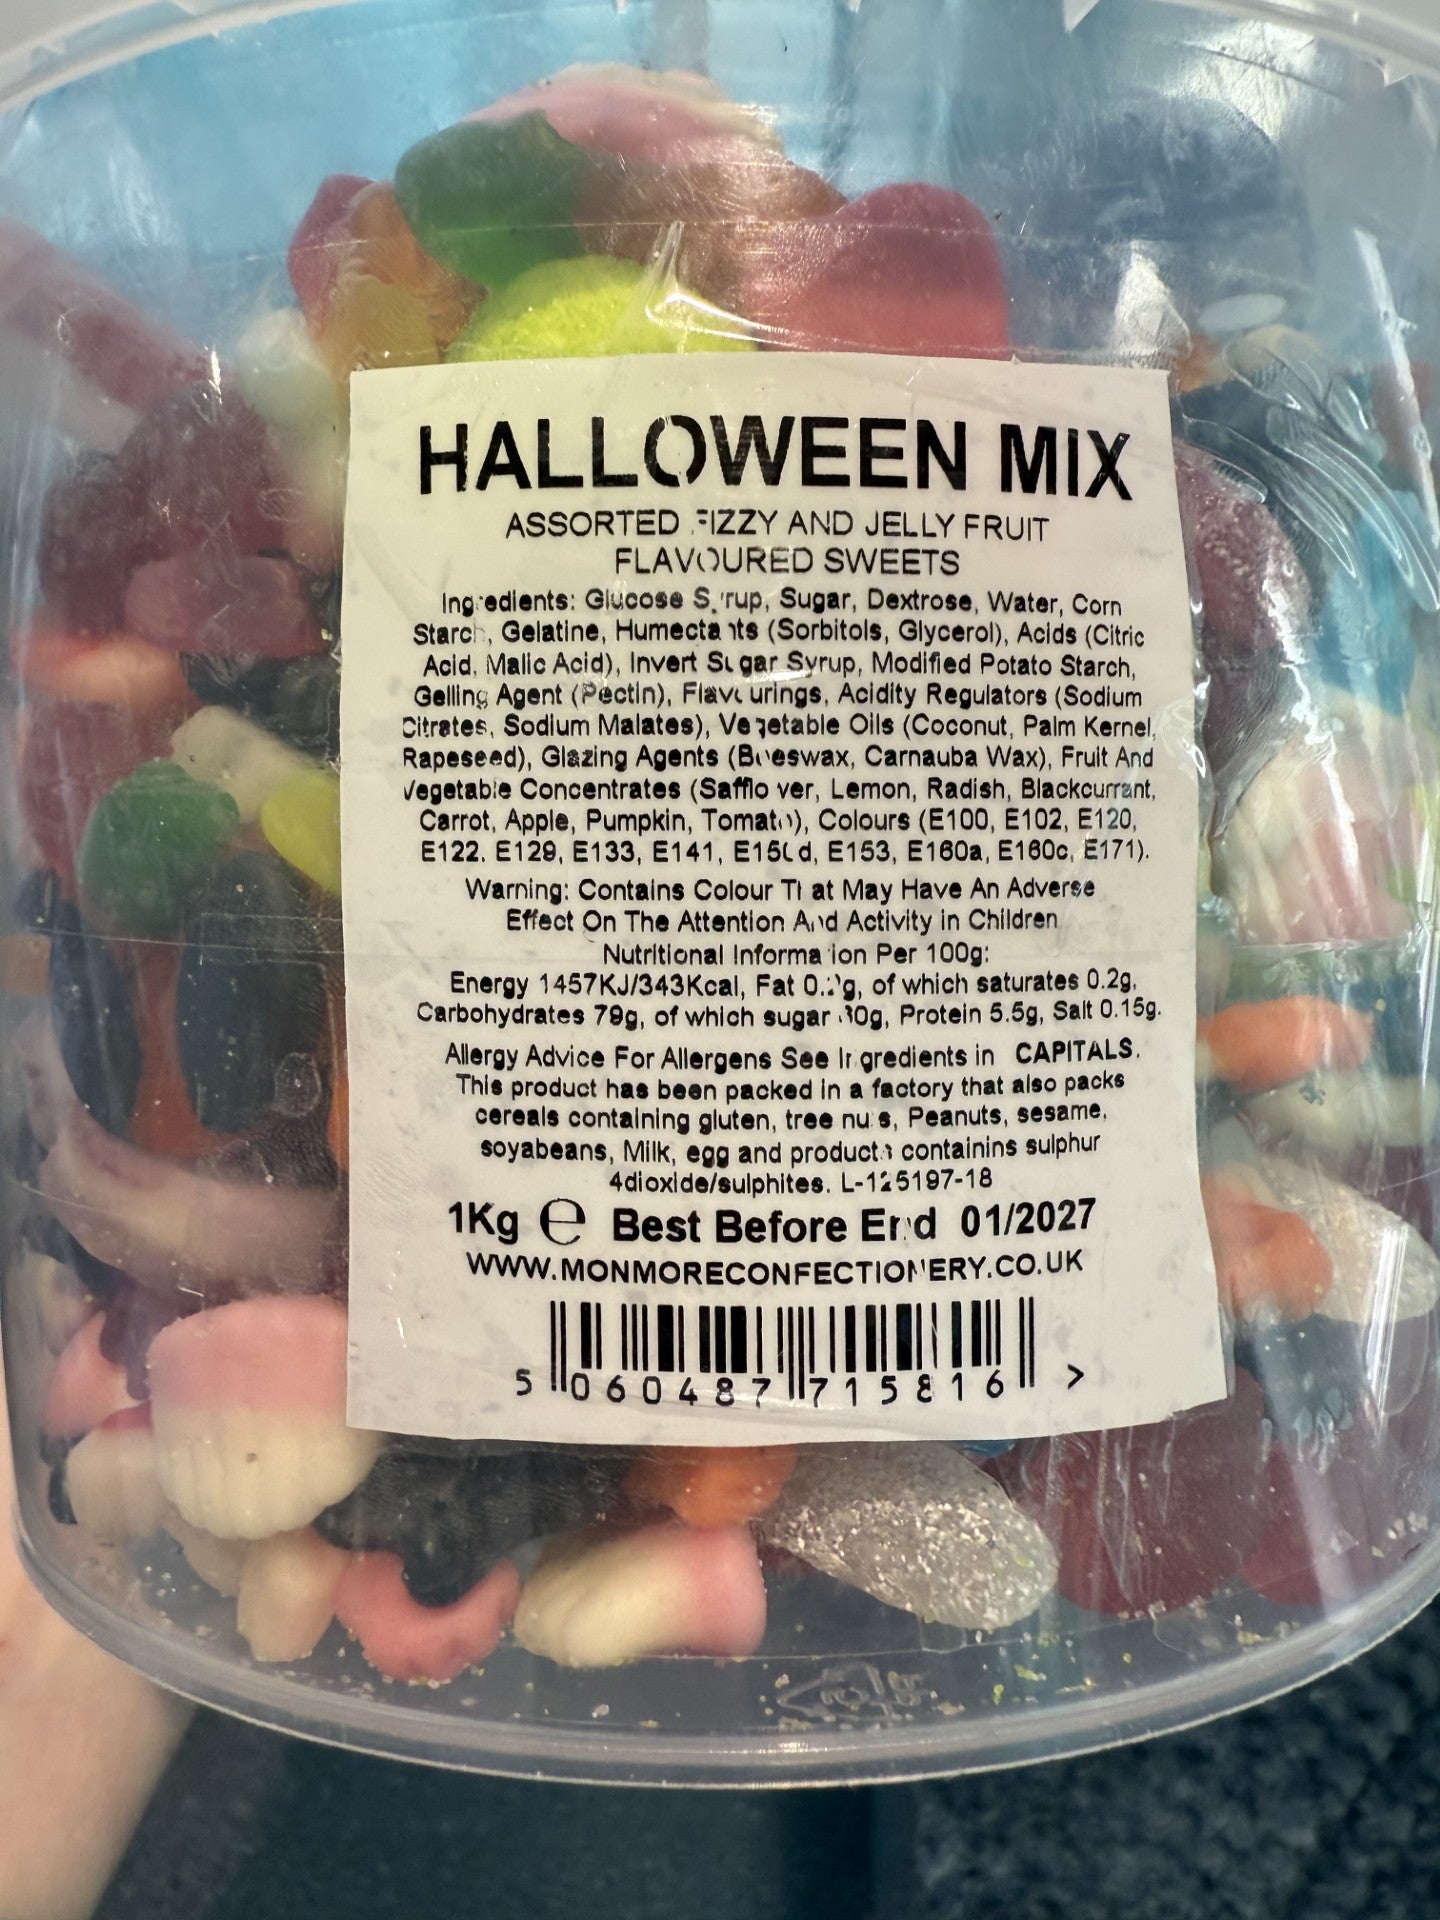 HALLOWEEN MIX
ASSORTED FIZZY AND JELLY FRUIT
FLAVOURED SWEETS
Ingredients: Glucose Syrup, Sugar, Dextrose, Water, Corn
Starch, Gelatine, Humectants (Sorbitols, Glycerol), Acids (Citric
Acid, Malic Acid), Invert Sugar Syrup, Modified Potato Starch,
Gelling Agent (Pectin), Flavourings, Acidity Regulators (Sodium
Citrates, Sodium Malates), Vegetable Oils (Coconut, Palm Kernel,
Rapeseed), Glazing Agents (Beeswax, Carnauba Wax), Fruit And
Vegetable Concentrates (Safflower, Lemon, Radish, Blackcurrant,
Carrot, Apple, Pumpkin, Tomato), Colours (E100, E102, E120,
E122, E129, E133, E141, E150d, E153, E160a, E160c, E171).
Warning: Contains Colour That May Have An Adverse
Effect On The Attention And Activity in Children
Nutritional Information Per 100g:
Energy 1457KJ/343Kcal, Fat of which saturates 0.2g,
Carbohydrates 79g, of which sugar Protein 5.5g, Salt 0.15g.
Allergy Advice For Allergens See Ingredients in CAPITALS.
This product has been packed in a factory that also packs
cereals containing gluten, tree nuts, Peanuts, sesame,
soyabeans, Milk, egg and products containins sulphur
4dioxide/sulphites. L-125197-18
1Kg ℮ Best Before End 01/2027
WWW.MONMORECONFECTIONERY.CO.UK
5 060487 715816 >